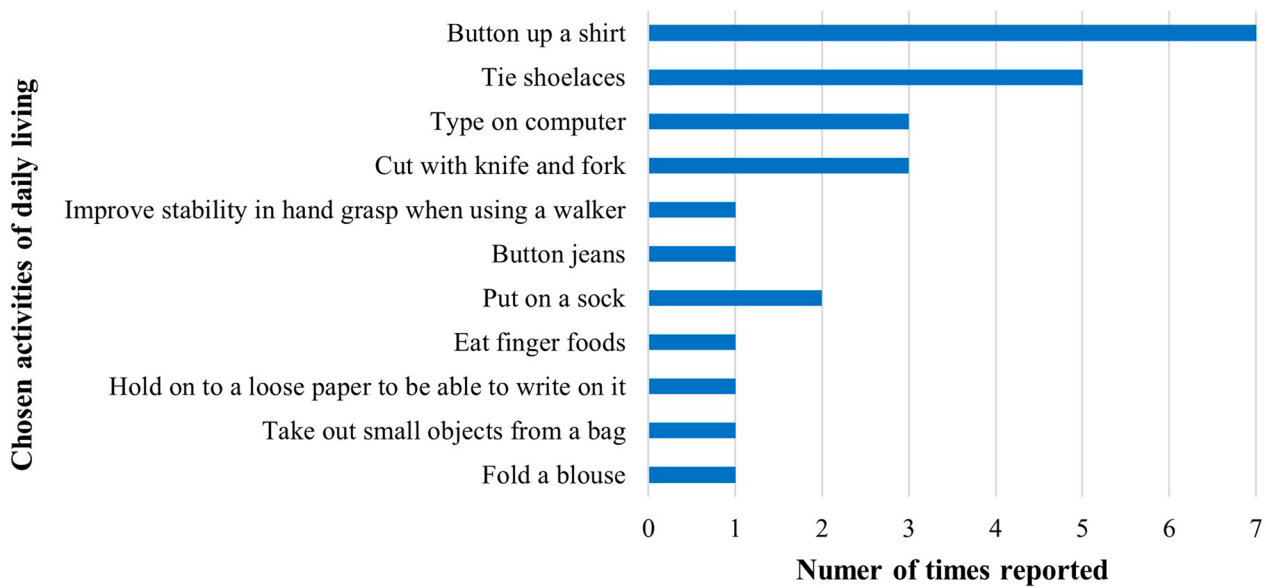 Chosen activities of daily living
Button up a shirt
Tie shoelaces
Type on computer
Cut with knife and fork
Improve stability in hand grasp when using a walker
Button jeans
Put on a sock
Eat finger foods
Hold on to a loose paper to be able to write on it
Take out small objects from a bag
Fold a blouse
0 1 2 3 4 5 6 7
Numer of times reported